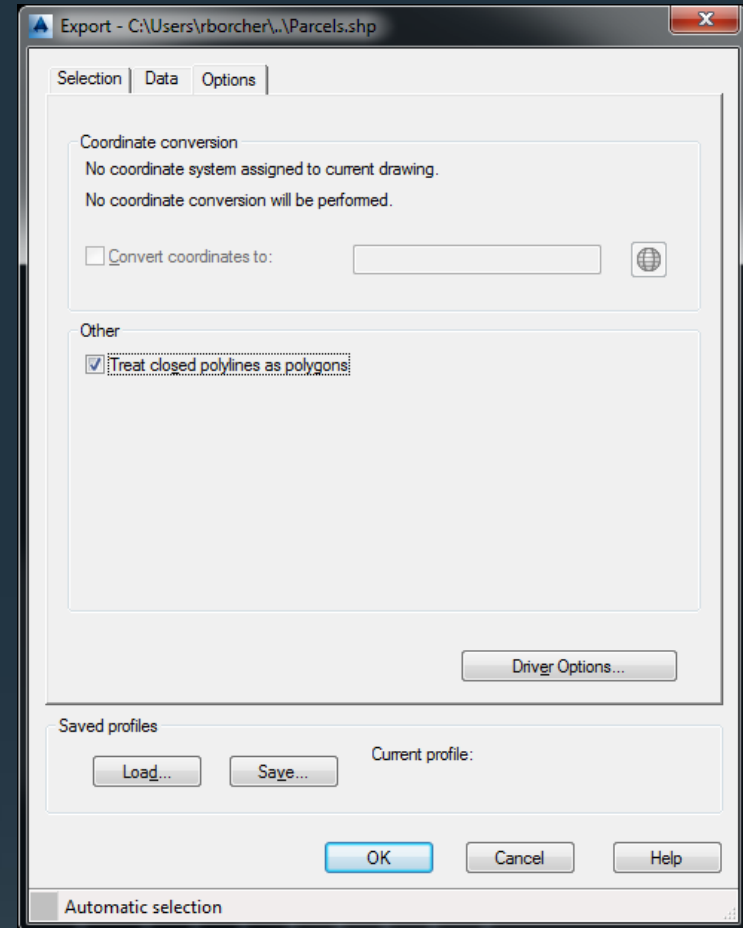 Export - C:\Users\rborcher\..\Parcels.shp
Selection
Data
Options
Coordinate conversion
No coordinate system assigned to current drawing.
No coordinate conversion will be performed.
Convert coordinates to:
Other
Treat closed polylines as polygons
Driver Options...
Saved profiles
Load...
Save...
Current profile:
OK
Cancel
Help
Automatic selection